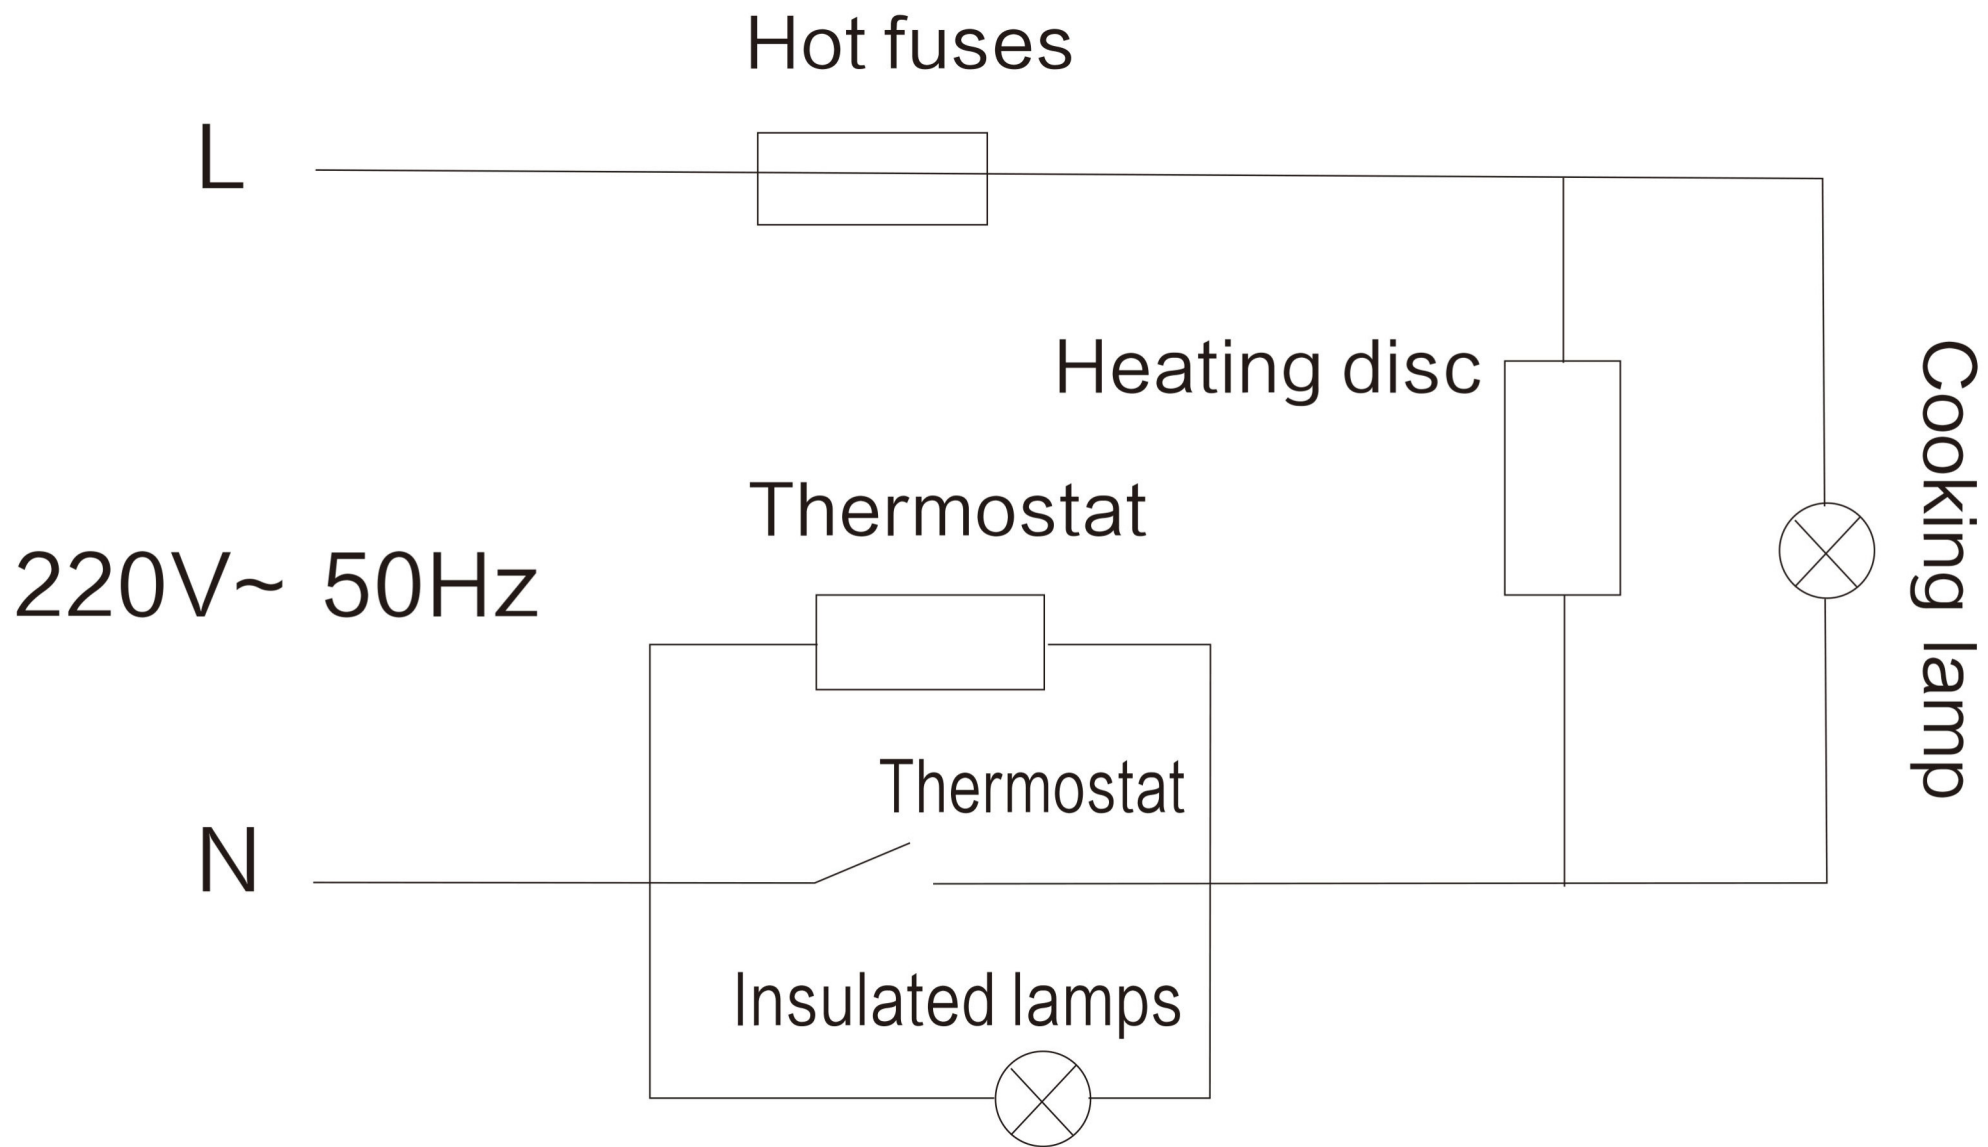 Hot fuses
L
Heating disc
Cooking lamp
Thermostat
220V~ 50Hz
Thermostat
N
Insulated lamps